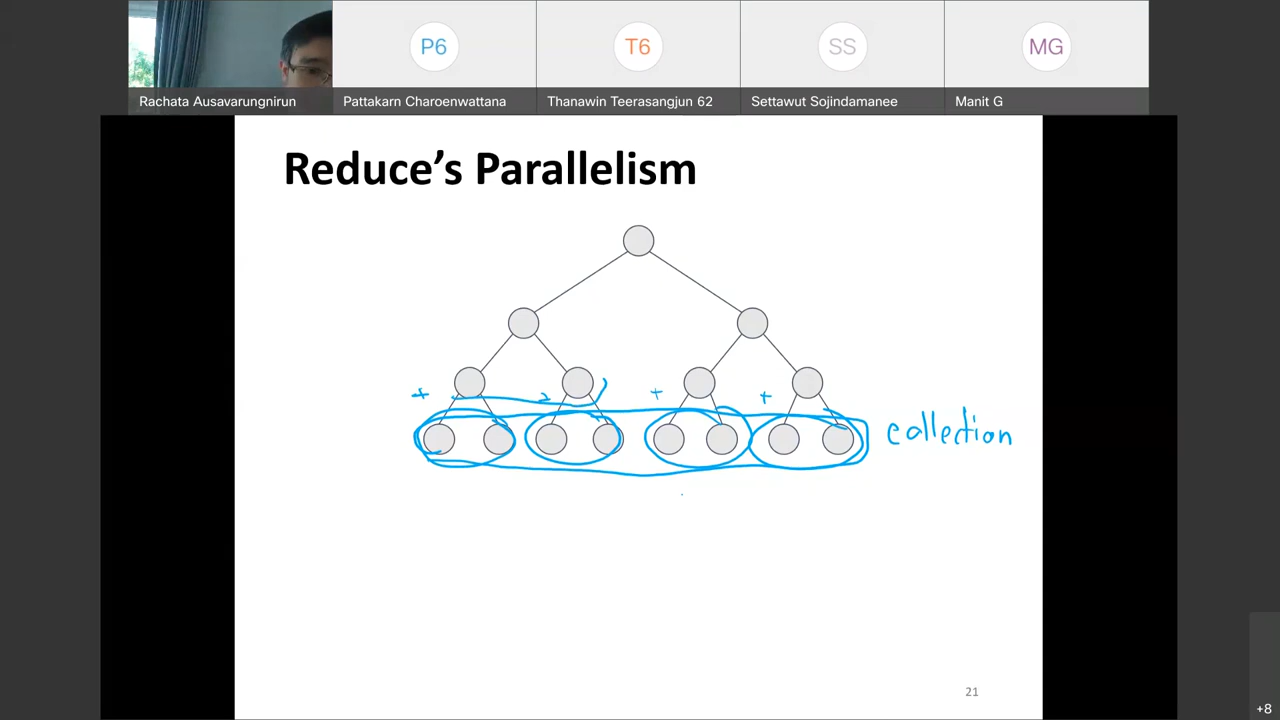 P6
T6
SS
MG
Rachata Ausavarungnirun
Pattakarn Charoenwattana
Thanawin Teerasangjun 62
Settawut Sojindamanee
Manit G
Reduce's Parallelism
+ + +
collection
21
+8